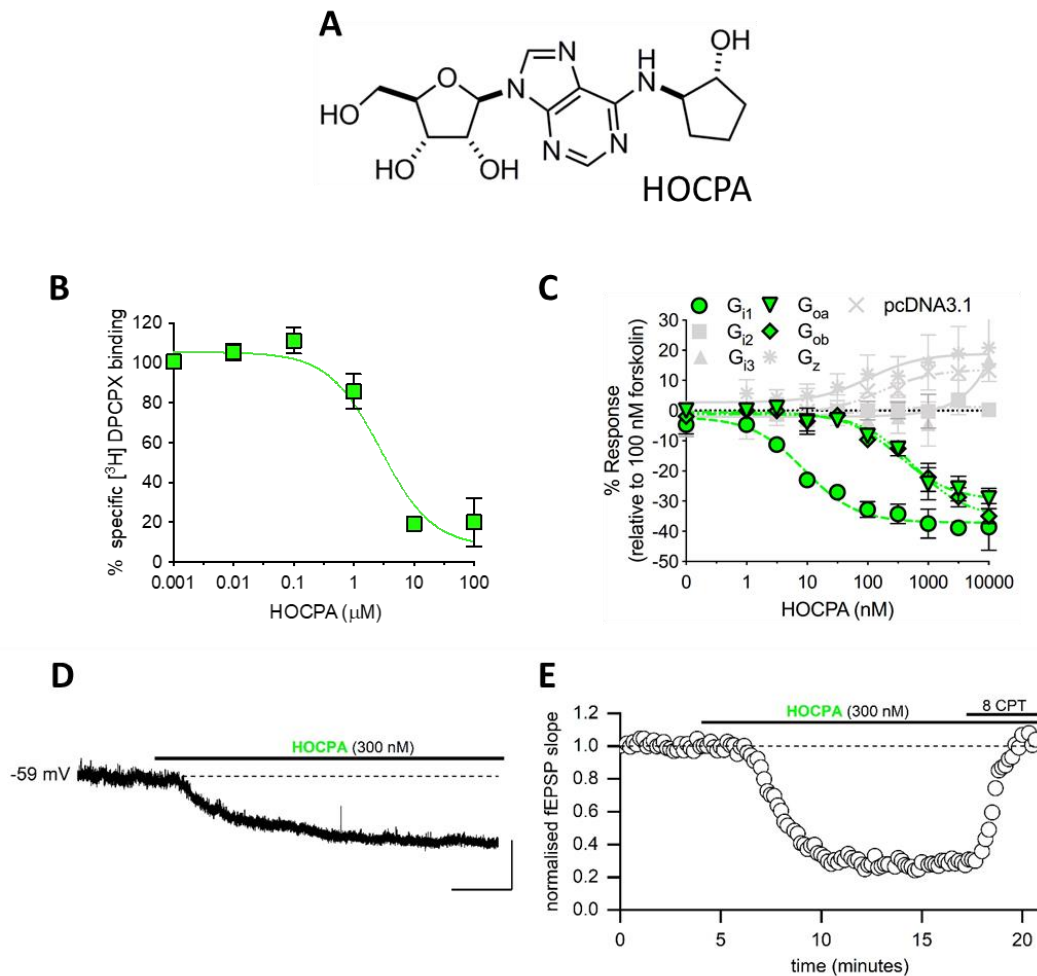 A
OH
H
N
N
N
N
N
O
HO
HO
OH
HOCPA
B
% specific [³H] DPCPX binding
120
100
80
60
40
20
0
0.001 0.01 0.1 1 10 100
HOCPA (μM)
C
Gi1 Goa pcDNA3.1
Gi2 Gob
Gi3 Gz
% Response
(relative to 100 nM forskolin)
30
20
10
0
-10
-20
-30
-40
-50
0 1 10 100 1000 10000
HOCPA (nM)
D
HOCPA (300 nM)
-59 mV
E
HOCPA (300 nM)
8 CPT
normalised fEPSP slope
1.2
1.0
0.8
0.6
0.4
0.2
0.0
0 5 10 15 20
time (minutes)